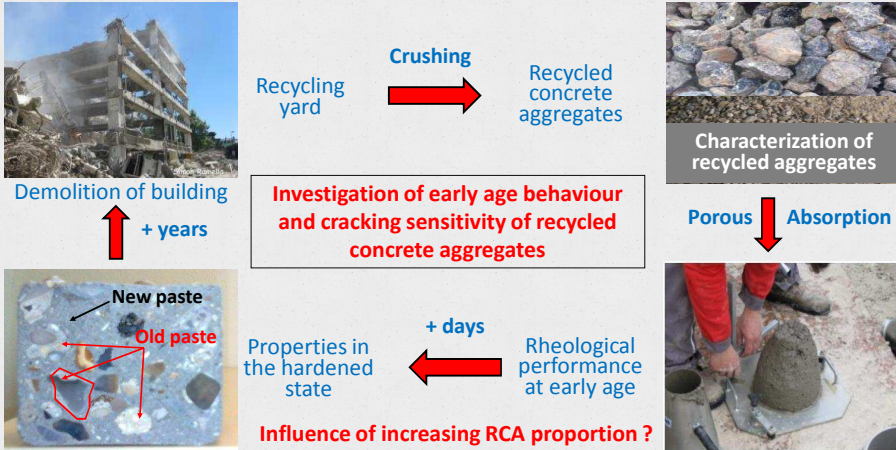 Crushing
Recycling
yard
Recycled
concrete
aggregates
Characterization of
recycled aggregates
Simon Ramella
Demolition of building
+ years
Investigation of early age behaviour
and cracking sensitivity of recycled
concrete aggregates
Porous
Absorption
New paste
Old paste
Properties in
the hardened
state
+ days
Rheological
performance
at early age
Influence of increasing RCA proportion ?